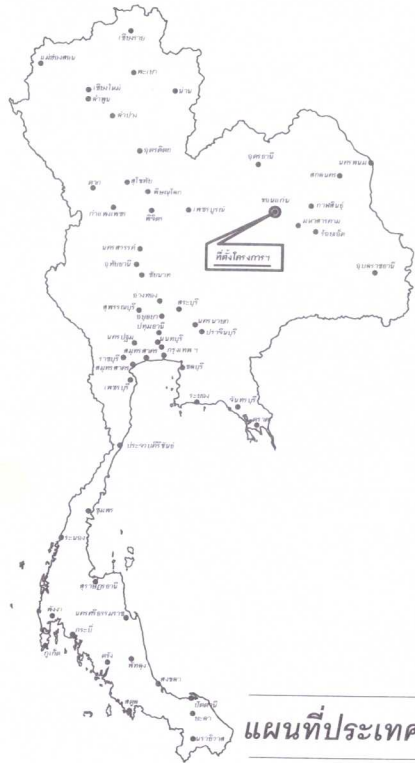 เชียงราย
แม่ฮ่องสอน
พะเยา
เชียงใหม่
น่าน
ลำพูน
ลำปาง
อุตรดิตถ์
อุดรธานี
นครพนม
สกลนคร
ตาก
สุโขทัย
พิษณุโลก
ขอนแก่น
กาฬสินธุ์
กำแพงเพชร
พิจิตร
เพชรบูรณ์
มหาสารคาม
ร้อยเอ็ด
นครสวรรค์
ที่ตั้งโครงการฯ
อุทัยธานี
ชัยนาท
อุบลราชธานี
อ่างทอง
สุพรรณบุรี
สระบุรี
อยุธยา
ปทุมธานี
นครนายก
ปราจีนบุรี
นครปฐม
นนทบุรี
ราชบุรี
สมุทรสาคร
กรุงเทพฯ
ชลบุรี
เพชรบุรี
ระยอง
จันทบุรี
ตราด
ประจวบคีรีขันธ์
ชุมพร
ระนอง
สุราษฎร์ธานี
พังงา
นครศรีธรรมราช
กระบี่
ภูเก็ต
ตรัง
พัทลุง
สงขลา
สตูล
ปัตตานี
ยะลา
นราธิวาส
แผนที่ประเทศ